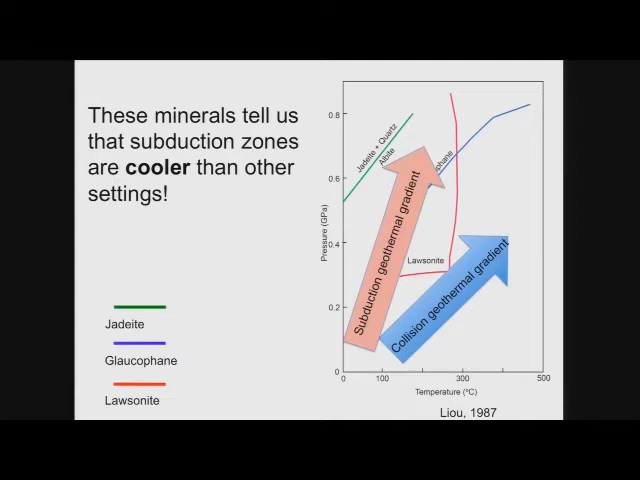 These minerals tell us
that subduction zones
are cooler than other
settings!
Jadeite
Glaucophane
Lawsonite
0.8
0.6
0.4
0.2
0
Pressure (GPa)
Jadeite + Quartz
Albite
Lawsonite
Subduction geothermal gradient
Collision geothermal gradient
0
100
300
500
Temperature (ºC)
Liou, 1987